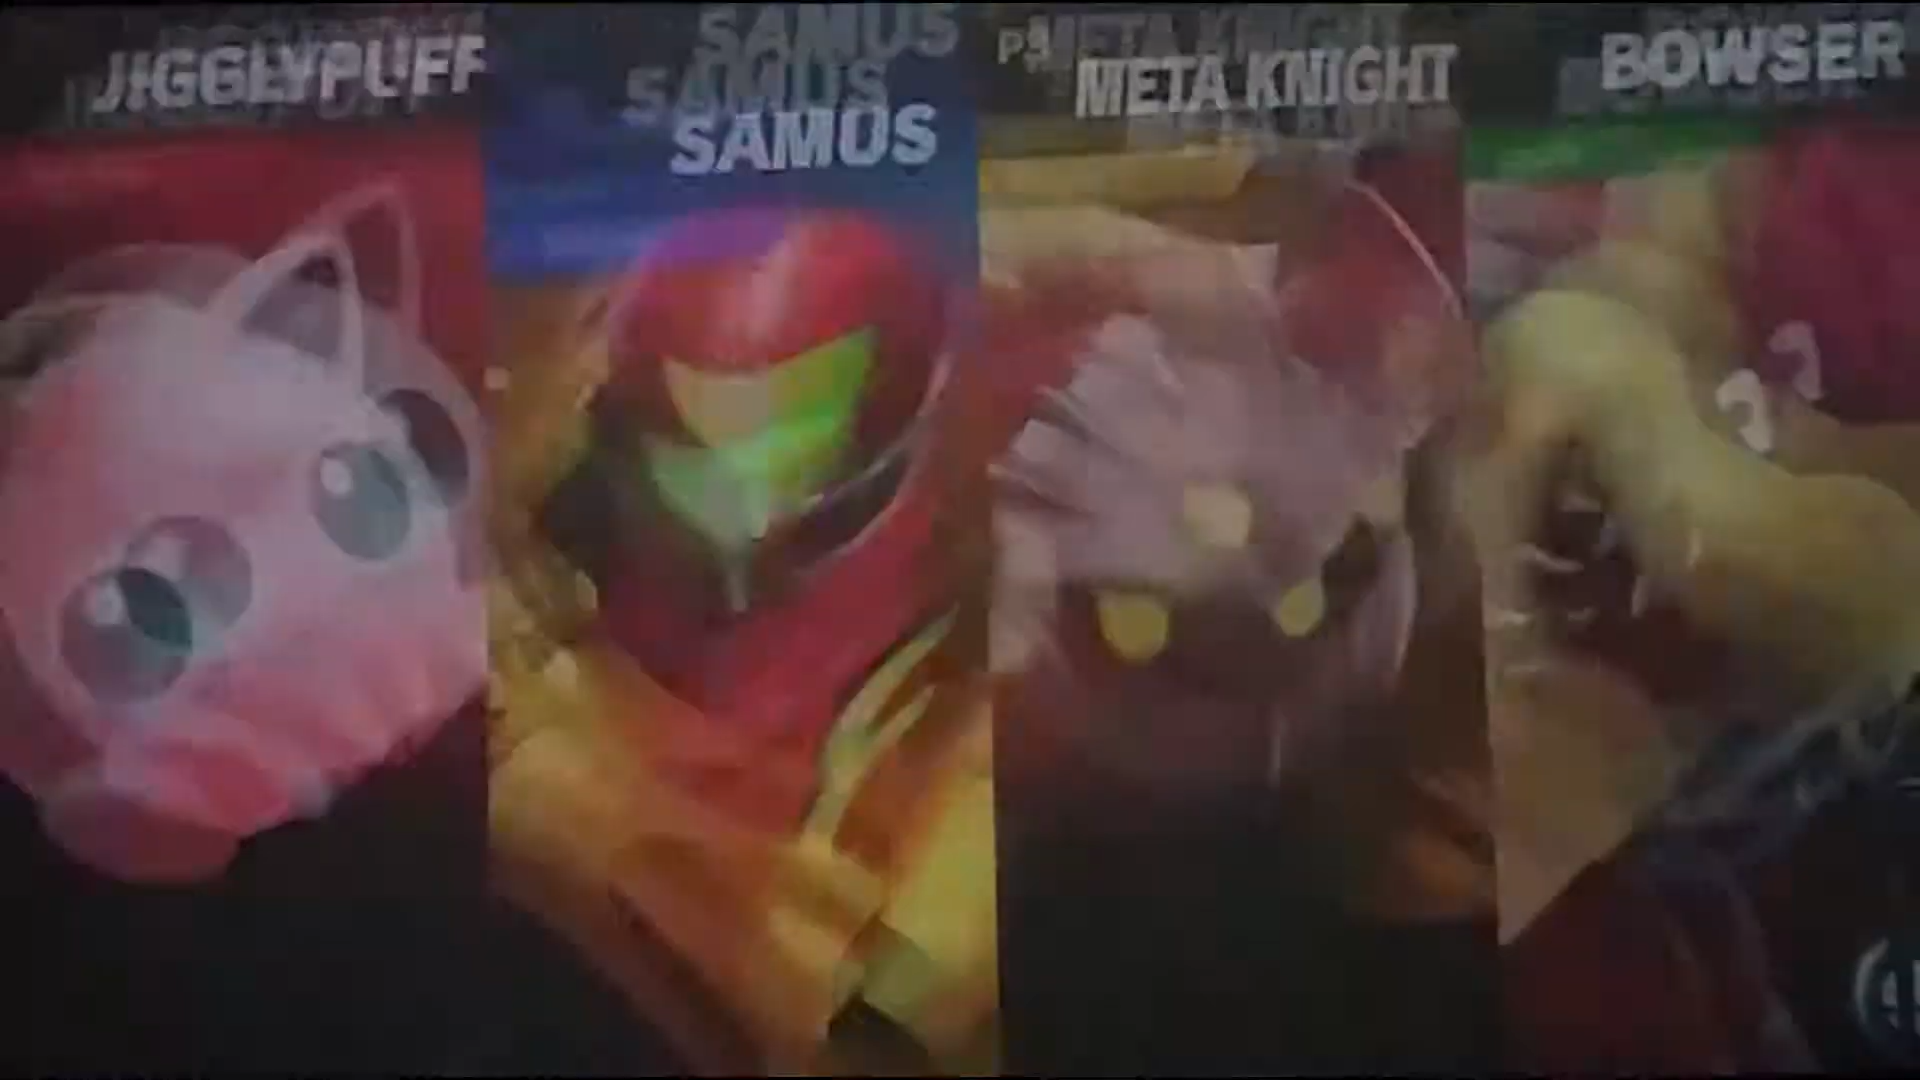 JIGGLYPUFF
SAMUS
SAMUS
SAMUS
META KNIGHT
META KNIGHT
BOWSER